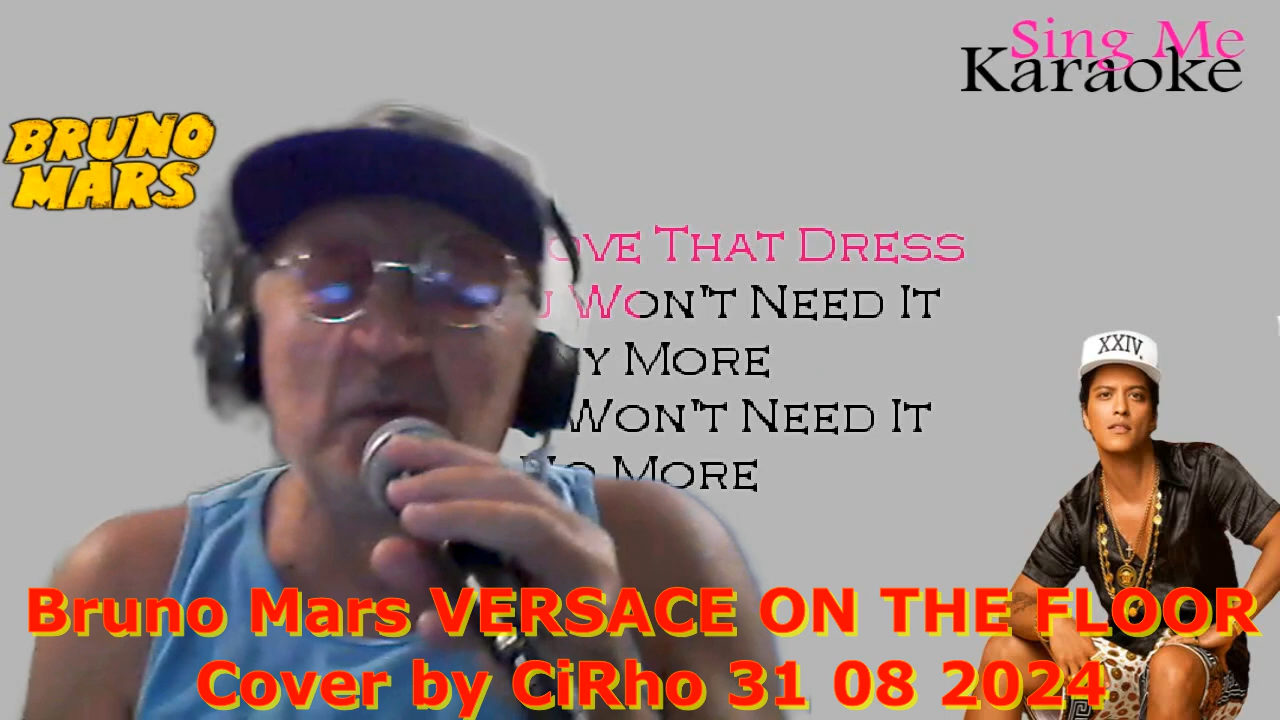 Sing Me
Karaoke
BRUNO
MARS
THAT DRESS
WON'T NEED IT
MORE
WON'T NEED IT
MORE
XXIV.
Bruno Mars VERSACE ON THE FLOOR
Cover by CiRho 31 08 2024